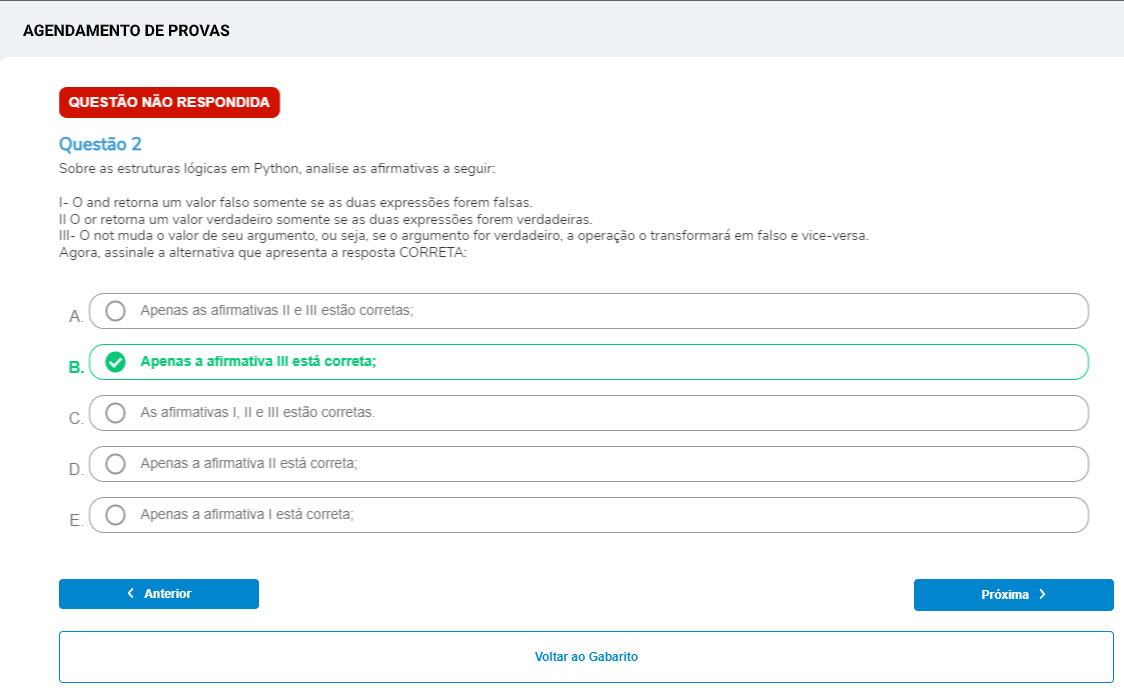 AGENDAMENTO DE PROVAS
QUESTÃO NÃO RESPONDIDA
Questão 2
Sobre as estruturas lógicas em Python, analise as afirmativas a seguir:
I- O and retorna um valor falso somente se as duas expressões forem falsas.
II O or retorna um valor verdadeiro somente se as duas expressões forem verdadeiras.
III- O not muda o valor de seu argumento, ou seja, se o argumento for verdadeiro, a operação o transformará em falso e vice-versa.
Agora, assinale a alternativa que apresenta a resposta CORRETA:
A. Apenas as afirmativas II e III estão corretas;
B. Apenas a afirmativa III está correta;
C. As afirmativas I, II e III estão corretas.
D. Apenas a afirmativa II está correta;
E. Apenas a afirmativa I está correta;
Anterior
Próxima
Voltar ao Gabarito